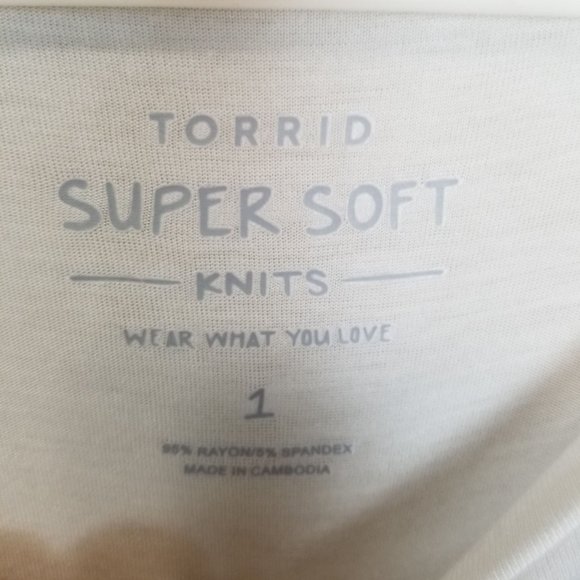 TORRID
SUPER SOFT
KNITS
WEAR WHAT YOU LOVE
1
95% RAYON/5% SPANDEX
MADE IN CAMBODIA